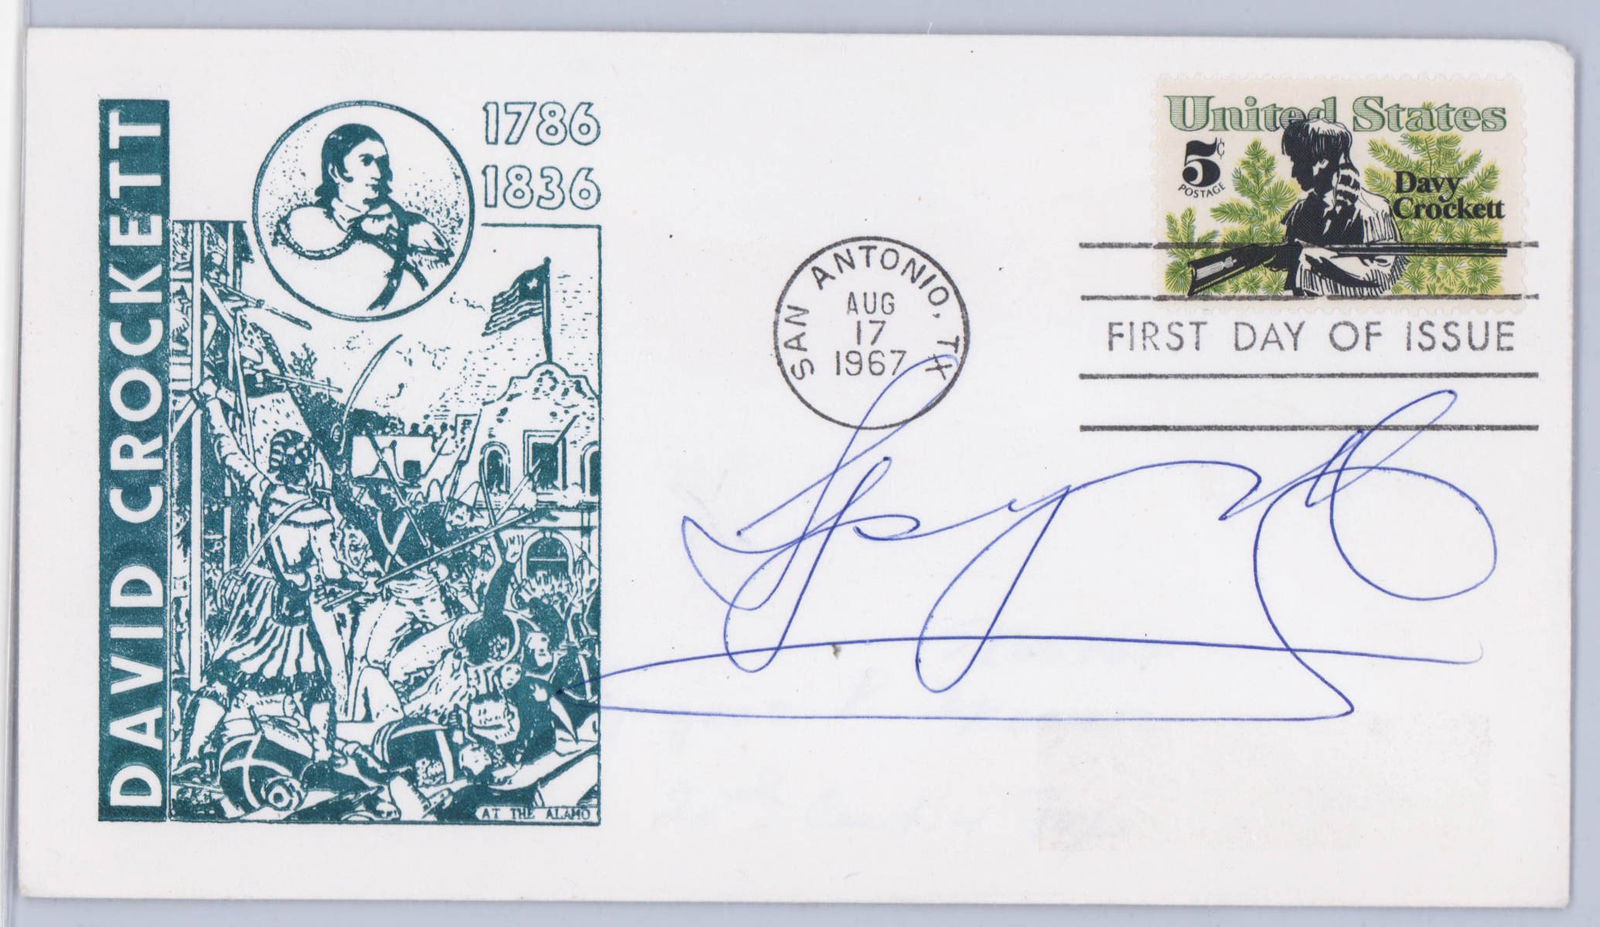 DAVID CROCKETT
1786
1836
AT THE ALAMO
SAN ANTONIO, TX
AUG
17
1967
United States
5¢
POSTAGE
Davy
Crockett
FIRST DAY OF ISSUE